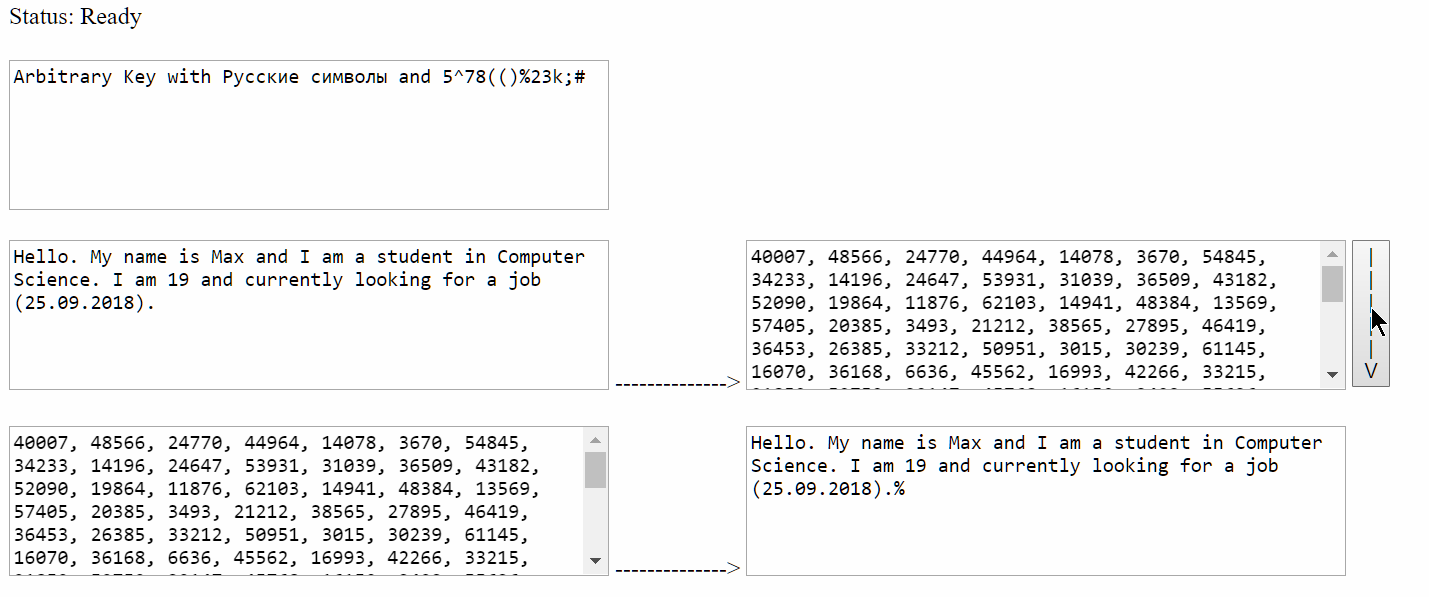 Status: Ready
Arbitrary Key with Русские символы and 5^78(()%23k;#
Hello. My name is Max and I am a student in Computer
Science. I am 19 and currently looking for a job
(25.09.2018).
-------------->
40007, 48566, 24770, 44964, 14078, 3670, 54845,
34233, 14196, 24647, 53931, 31039, 36509, 43182,
52090, 19864, 11876, 62103, 14941, 48384, 13569,
57405, 20385, 3493, 21212, 38565, 27895, 46419,
36453, 26385, 33212, 50951, 3015, 30239, 61145,
16070, 36168, 6636, 45562, 16993, 42266, 33215,
|
|
|
|
|
V
40007, 48566, 24770, 44964, 14078, 3670, 54845,
34233, 14196, 24647, 53931, 31039, 36509, 43182,
52090, 19864, 11876, 62103, 14941, 48384, 13569,
57405, 20385, 3493, 21212, 38565, 27895, 46419,
36453, 26385, 33212, 50951, 3015, 30239, 61145,
16070, 36168, 6636, 45562, 16993, 42266, 33215,
-------------->
Hello. My name is Max and I am a student in Computer
Science. I am 19 and currently looking for a job
(25.09.2018).%